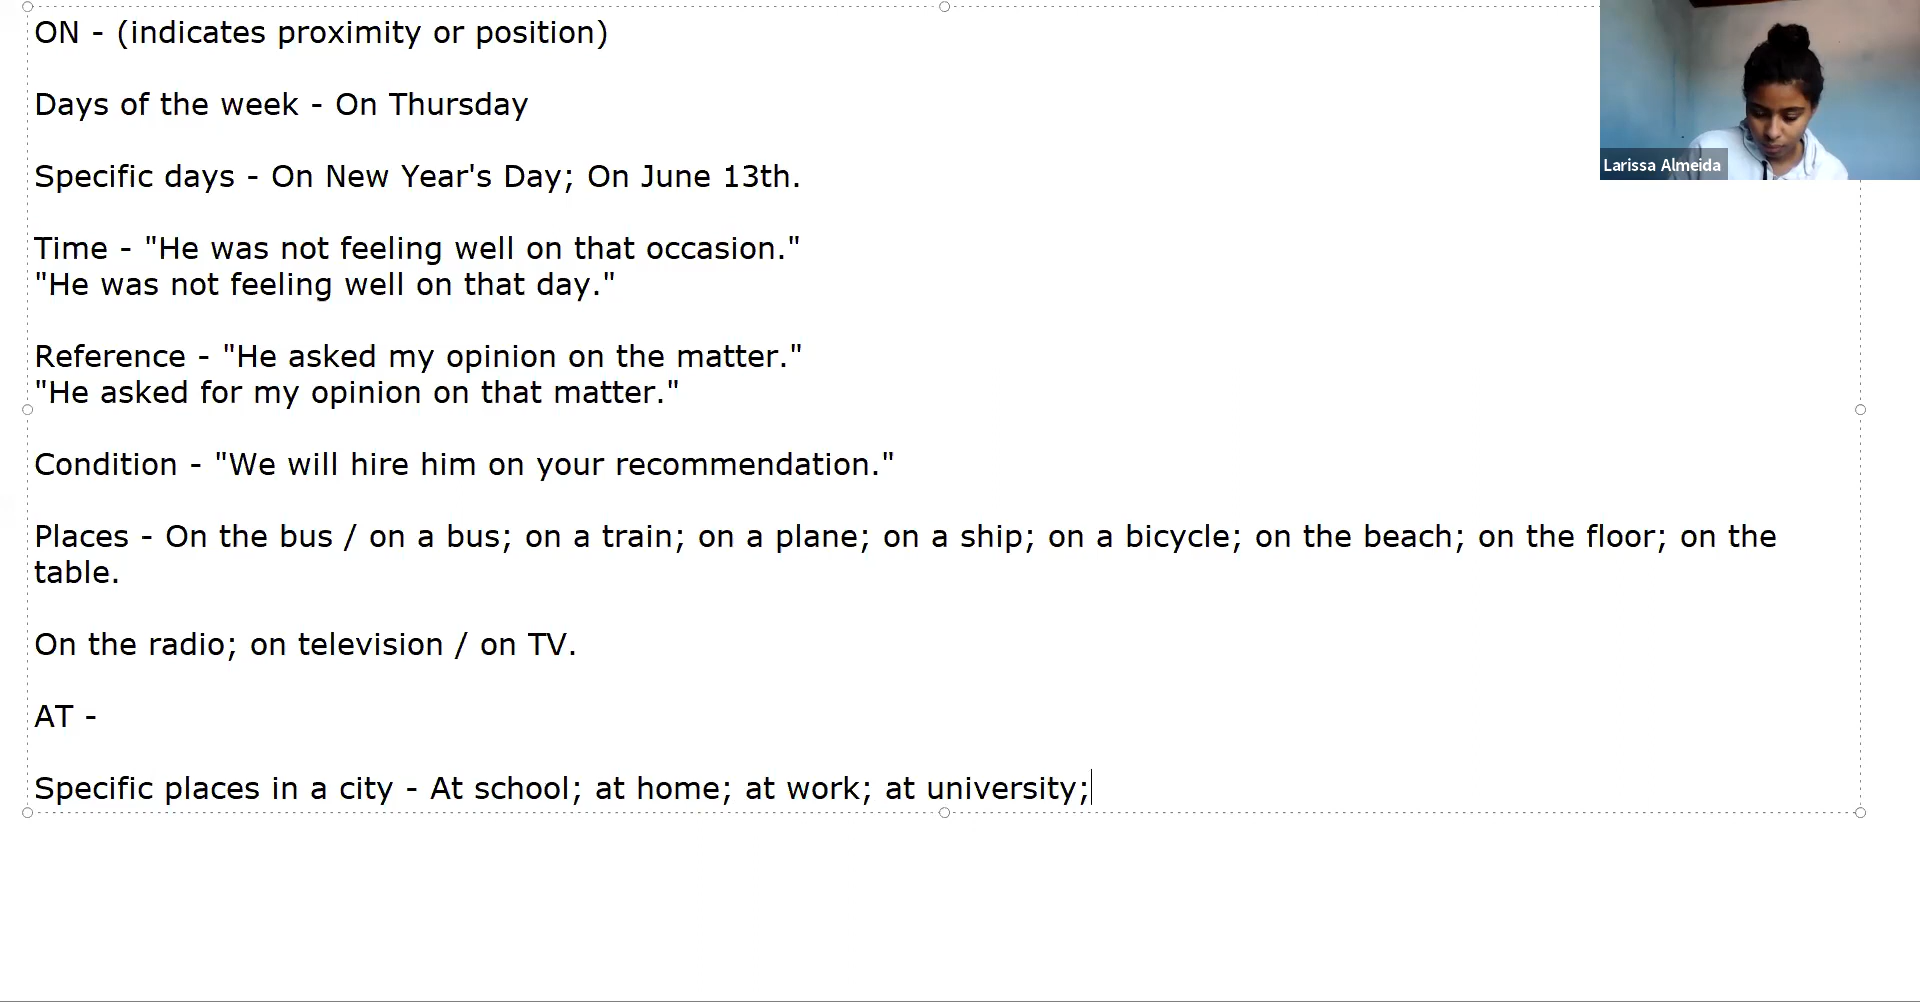 ON - (indicates proximity or position)
Days of the week - On Thursday
Specific days - On New Year's Day; On June 13th.
Time - "He was not feeling well on that occasion."
"He was not feeling well on that day."
Reference - "He asked my opinion on the matter."
"He asked for my opinion on that matter."
Condition - "We will hire him on your recommendation."
Places - On the bus / on a bus; on a train; on a plane; on a ship; on a bicycle; on the beach; on the floor; on the
table.
On the radio; on television / on TV.
AT -
Specific places in a city - At school; at home; at work; at university;
Larissa Almeida